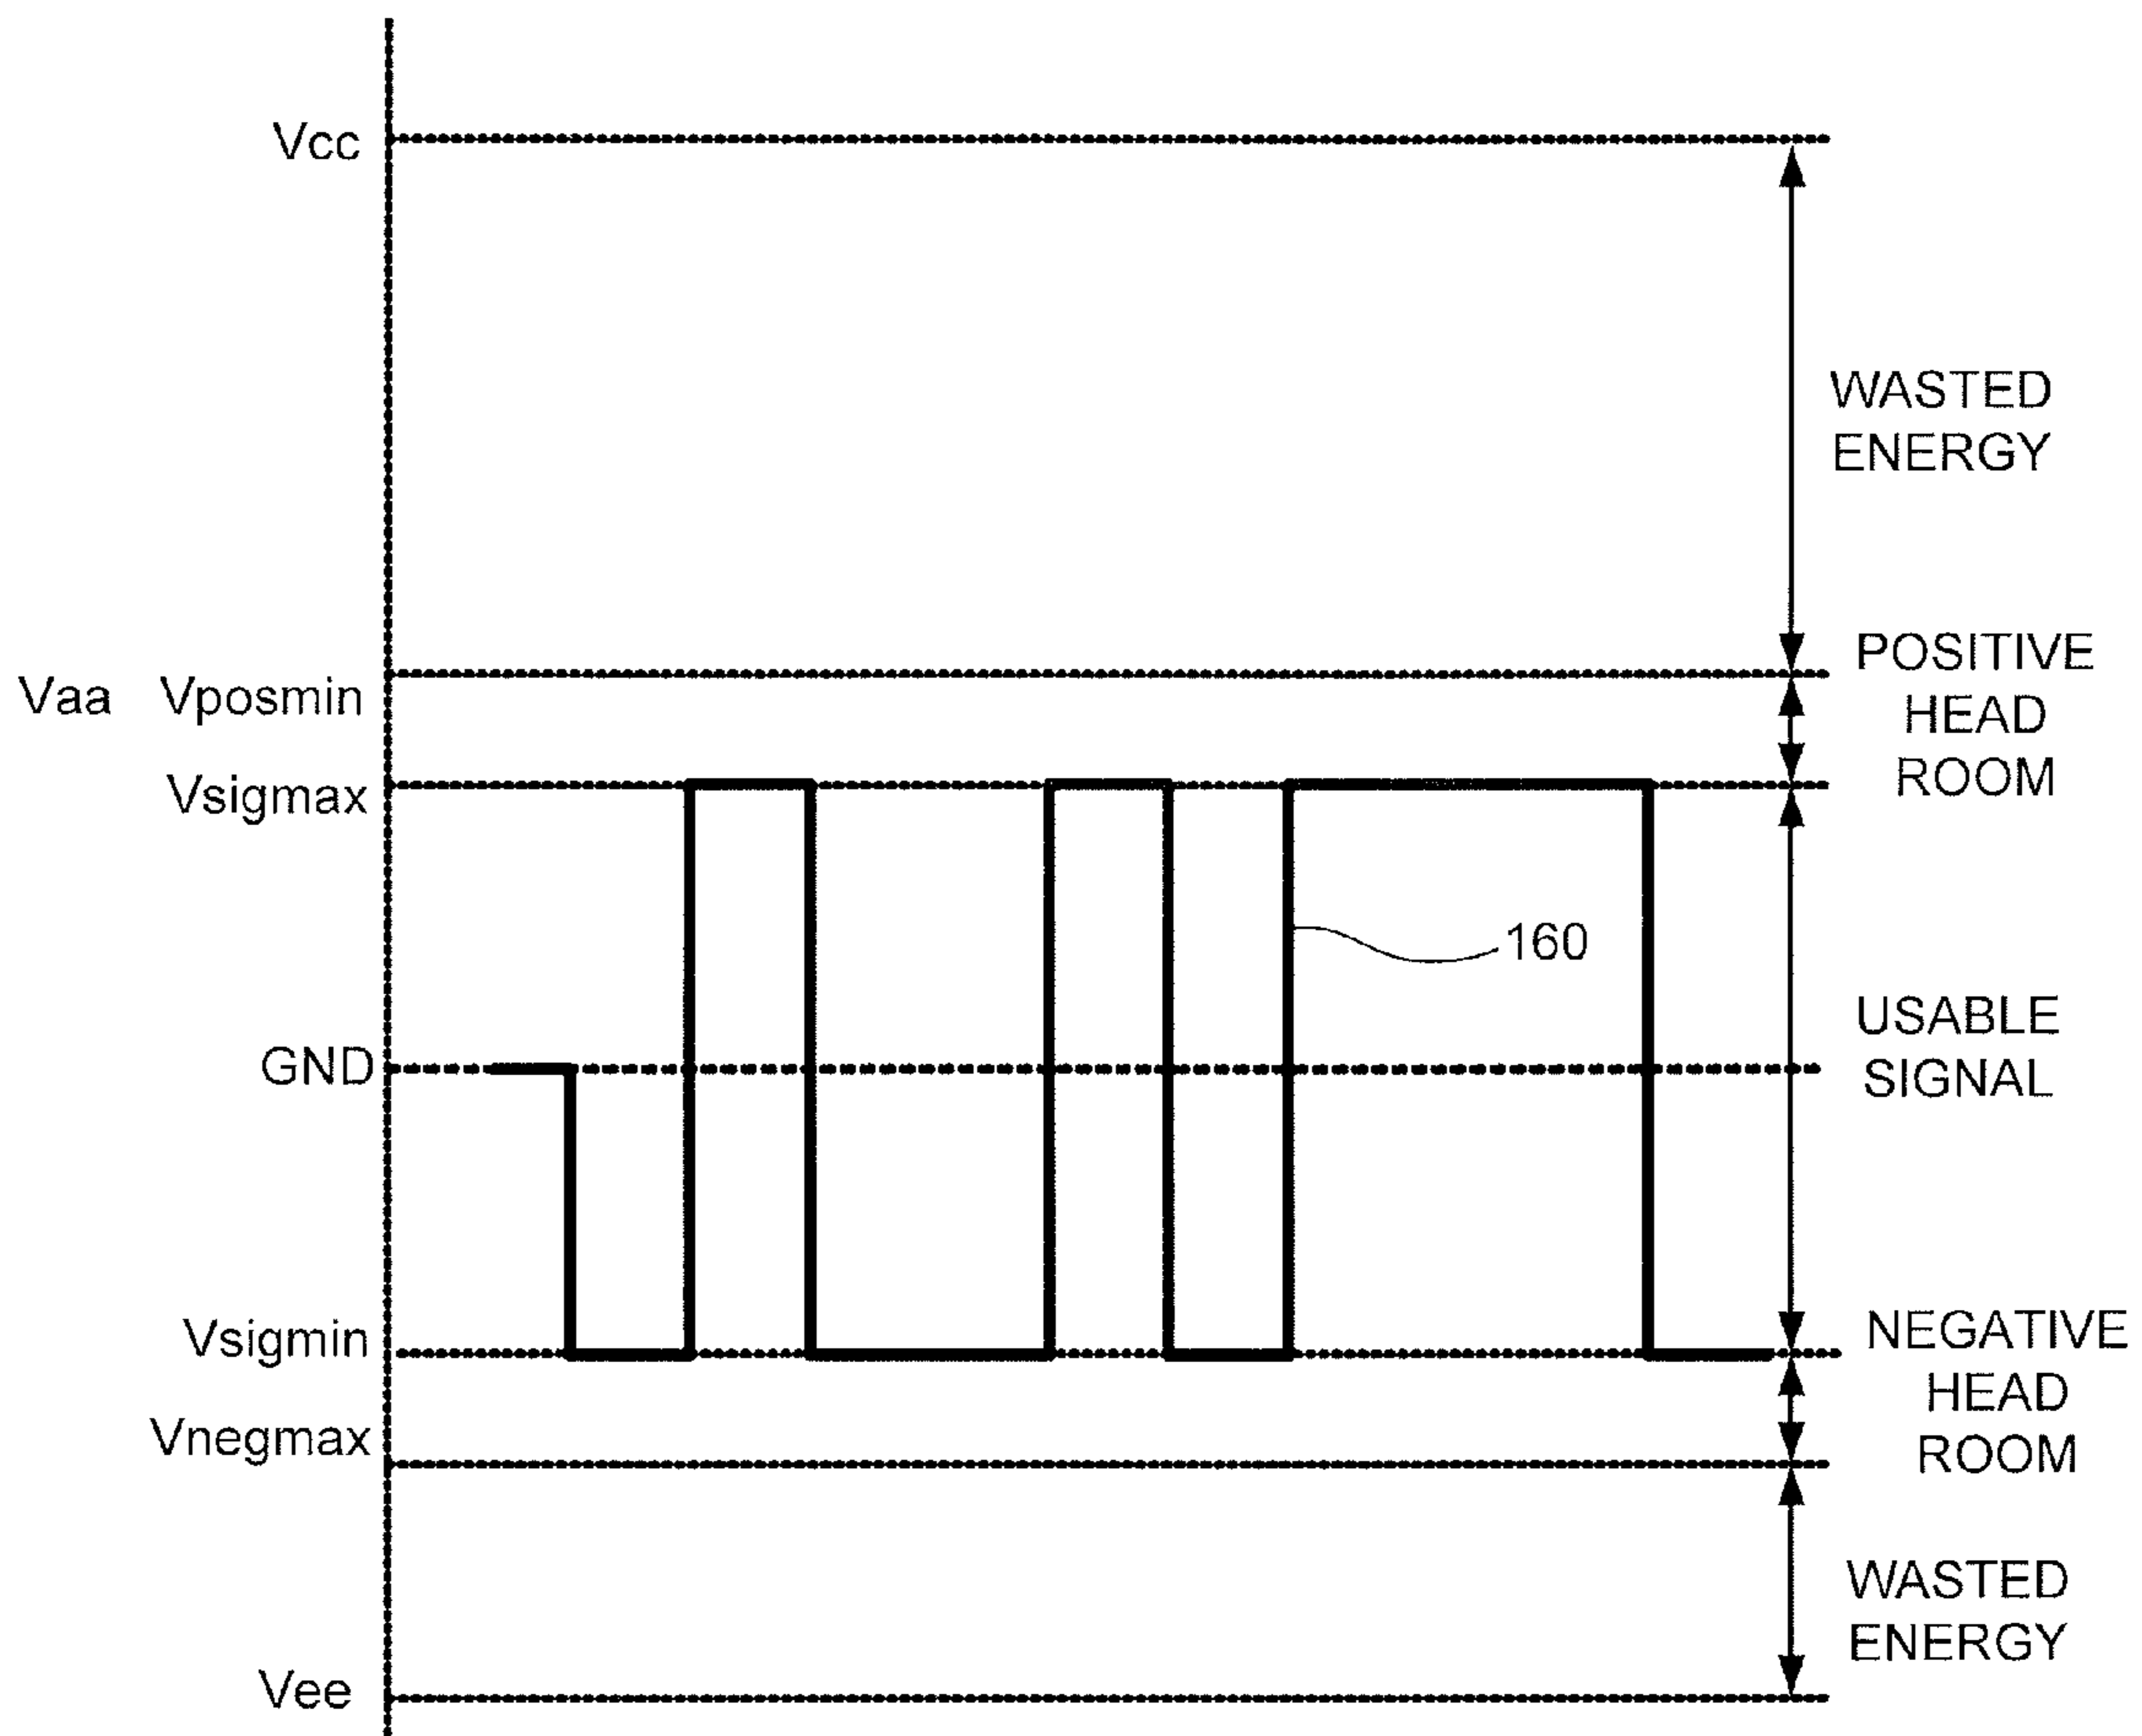 Vcc
WASTED
ENERGY
POSITIVE
HEAD
ROOM
Vaa Vposmin
Vsigmax
160
USABLE
SIGNAL
GND
Vsigmin
NEGATIVE
HEAD
ROOM
Vnegmax
WASTED
ENERGY
Vee